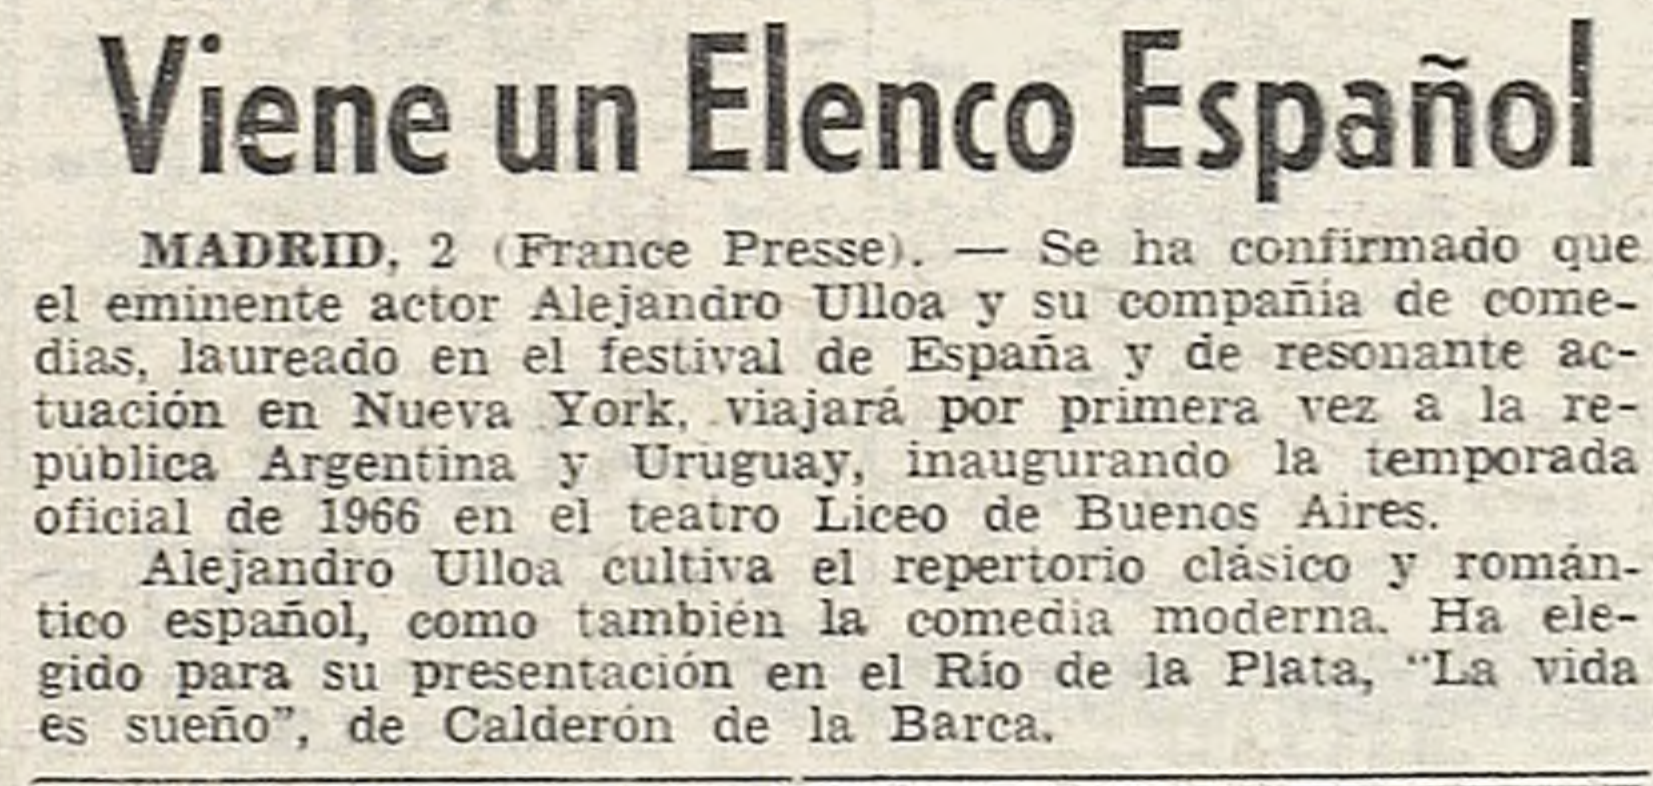 Viene un Elenco Español
MADRID, 2 (France Presse). — Se ha confirmado que
el eminente actor Alejandro Ulloa y su compañía de come-
dias, laureado en el festival de España y de resonante ac-
tuación en Nueva York, viajará por primera vez a la re-
pública Argentina y Uruguay, inaugurando la temporada
oficial de 1966 en el teatro Liceo de Buenos Aires.
Alejandro Ulloa cultiva el repertorio clásico y román-
tico español, como también la comedia moderna. Ha ele-
gido para su presentación en el Río de la Plata, “La vida
es sueño”, de Calderón de la Barca.